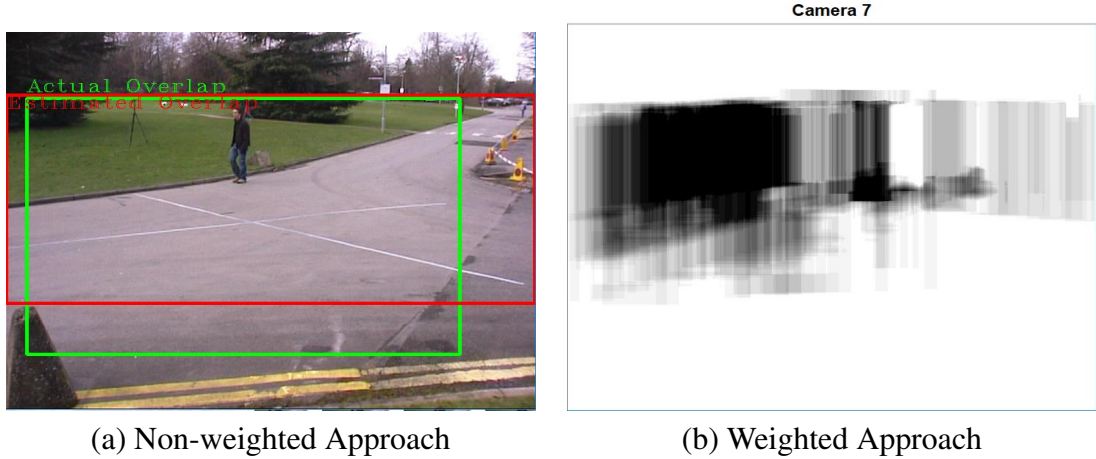 Camera 7
Actual Overlap
Estimated Overlap
(a) Non-weighted Approach
(b) Weighted Approach